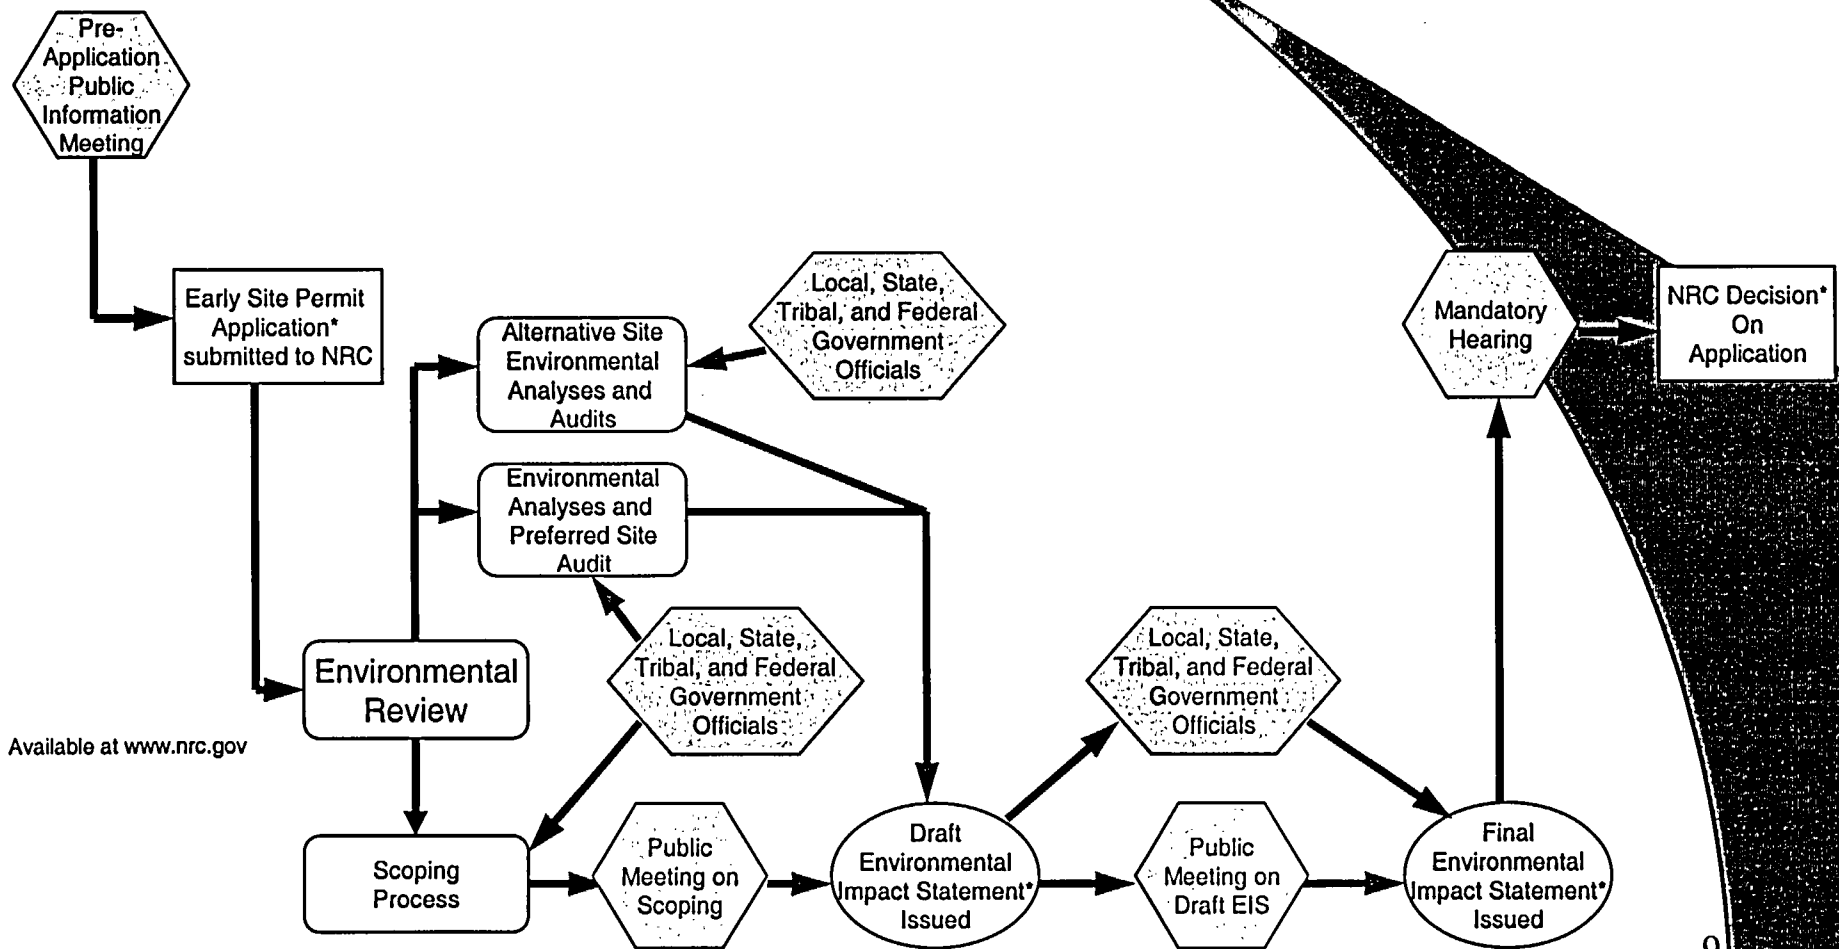 Pre-
Application
Public
Information
Meeting
Early Site Permit
Application*
submitted to NRC
Alternative Site
Environmental
Analyses and
Audits
Local, State,
Tribal, and Federal
Government
Officials
Mandatory
Hearing
NRC Decision*
On
Application
Environmental
Analyses and
Preferred Site
Audit
Environmental
Review
Local, State,
Tribal, and Federal
Government
Officials
Local, State,
Tribal, and Federal
Government
Officials
Available at www.nrc.gov
Scoping
Process
Public
Meeting on
Scoping
Draft
Environmental
Impact Statement*
Issued
Public
Meeting on
Draft EIS
Final
Environmental
Impact Statement*
Issued
9